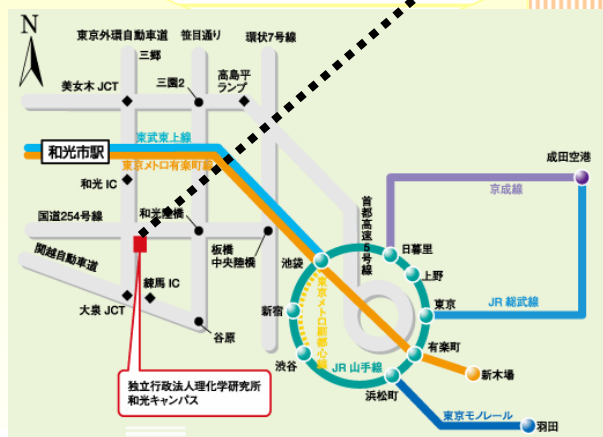 N
東京外環自動車道
笹目通り
環状7号線
三郷
美女木 JCT
三園2
高島平
ランプ
東武東上線
和光市駅
東京メトロ有楽町線
成田空港
和光 IC
京成線
国道254号線
和光陸橋
首都高速5号線
関越自動車道
板橋
中央陸橋
池袋
日暮里
上野
練馬 IC
大泉 JCT
東京メトロ副都心線
新宿
東京
JR 総武線
谷原
有楽町
渋谷
JR 山手線
新木場
独立行政法人理化学研究所
和光キャンパス
浜松町
東京モノレール
羽田